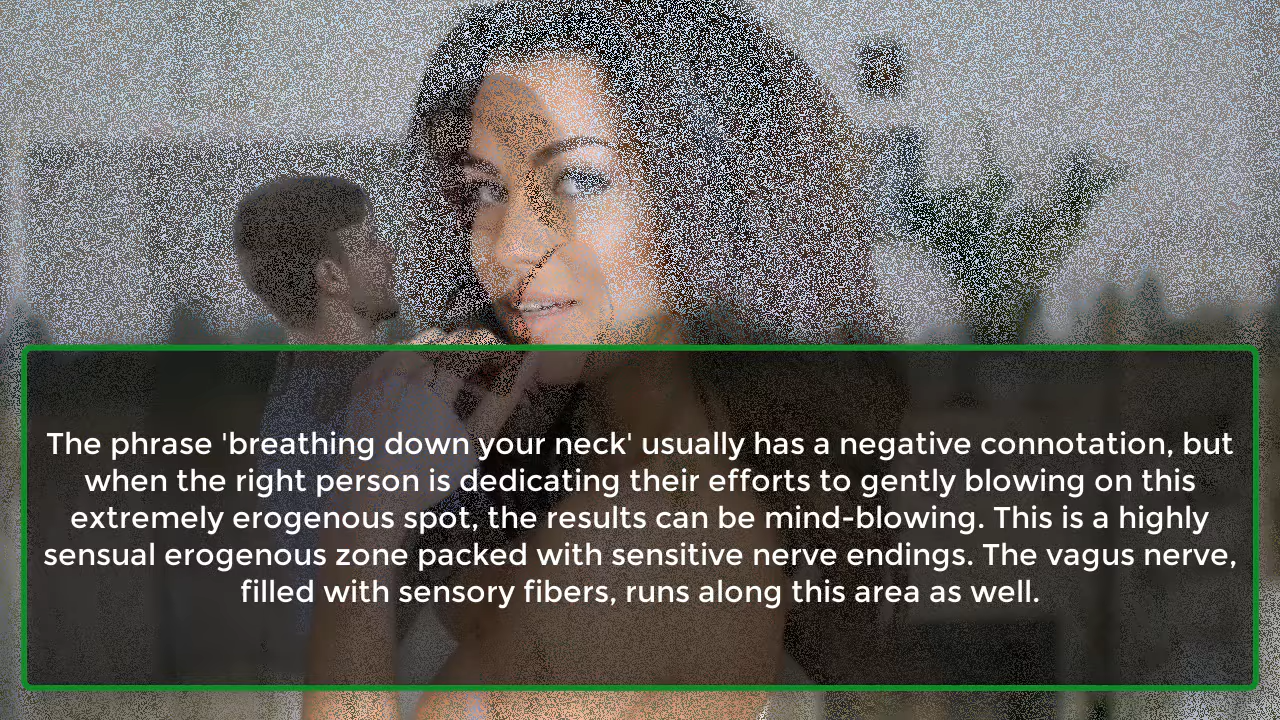 The phrase 'breathing down your neck' usually has a negative connotation, but
when the right person is dedicating their efforts to gently blowing on this
extremely erogenous spot, the results can be mind-blowing. This is a highly
sensual erogenous zone packed with sensitive nerve endings. The vagus nerve,
filled with sensory fibers, runs along this area as well.